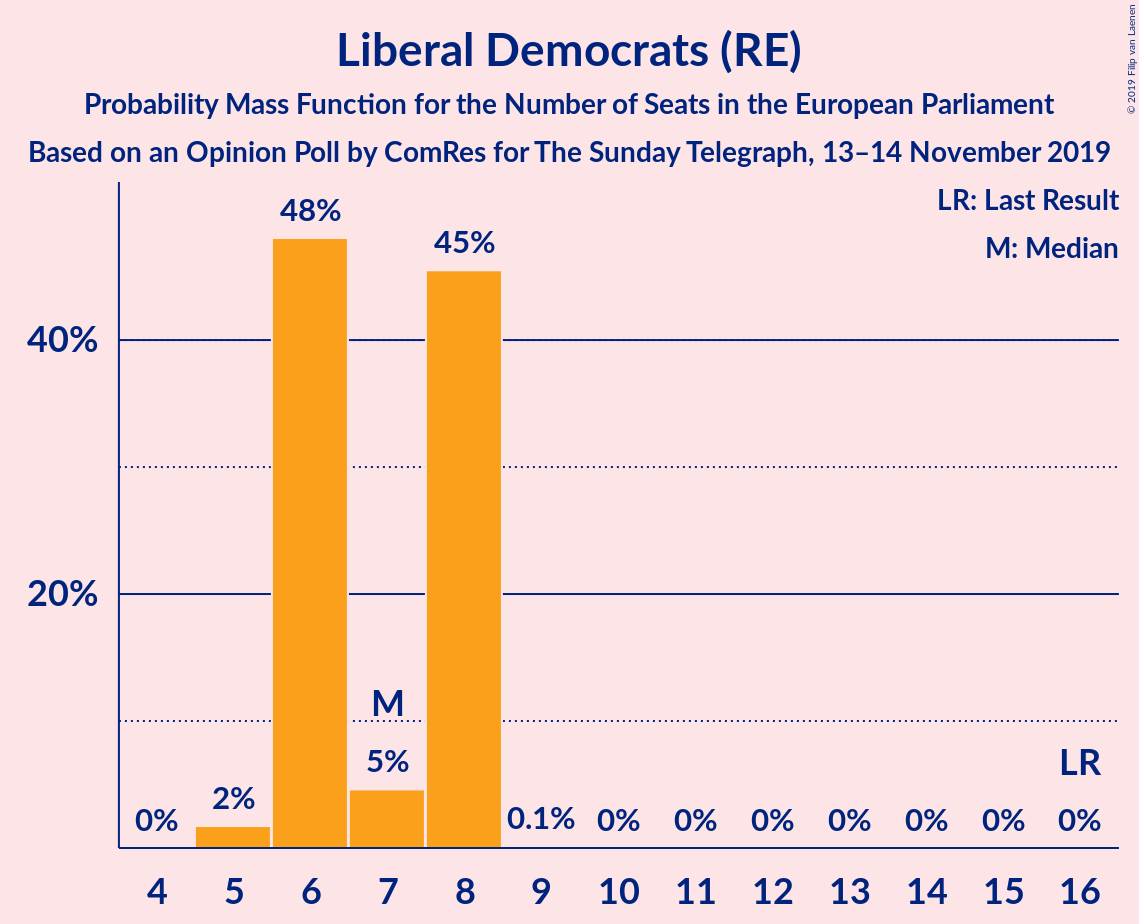 Liberal Democrats (RE)
Probability Mass Function for the Number of Seats in the European Parliament
Based on an Opinion Poll by ComRes for The Sunday Telegraph, 13–14 November 2019
© 2019 Filip van Laenen
LR: Last Result
M: Median
48%
45%
40%
20%
M
5%
LR
0%
2%
0.1%
0%
0%
0%
0%
0%
0%
0%
4 5 6 7 8 9 10 11 12 13 14 15 16